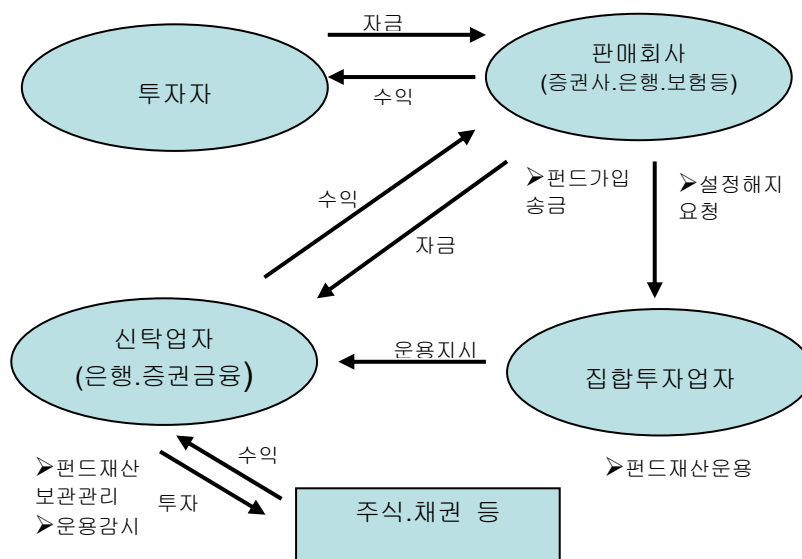 자금
투자자
판매회사
(증권사.은행.보험등)
수익
➢펀드가입
송금
➢설정해지
요청
수익
자금
신탁업자
(은행.증권금융)
운용지시
집합투자업자
➢펀드재산
보관관리
➢운용감시
수익
투자
➢펀드재산운용
주식.채권 등